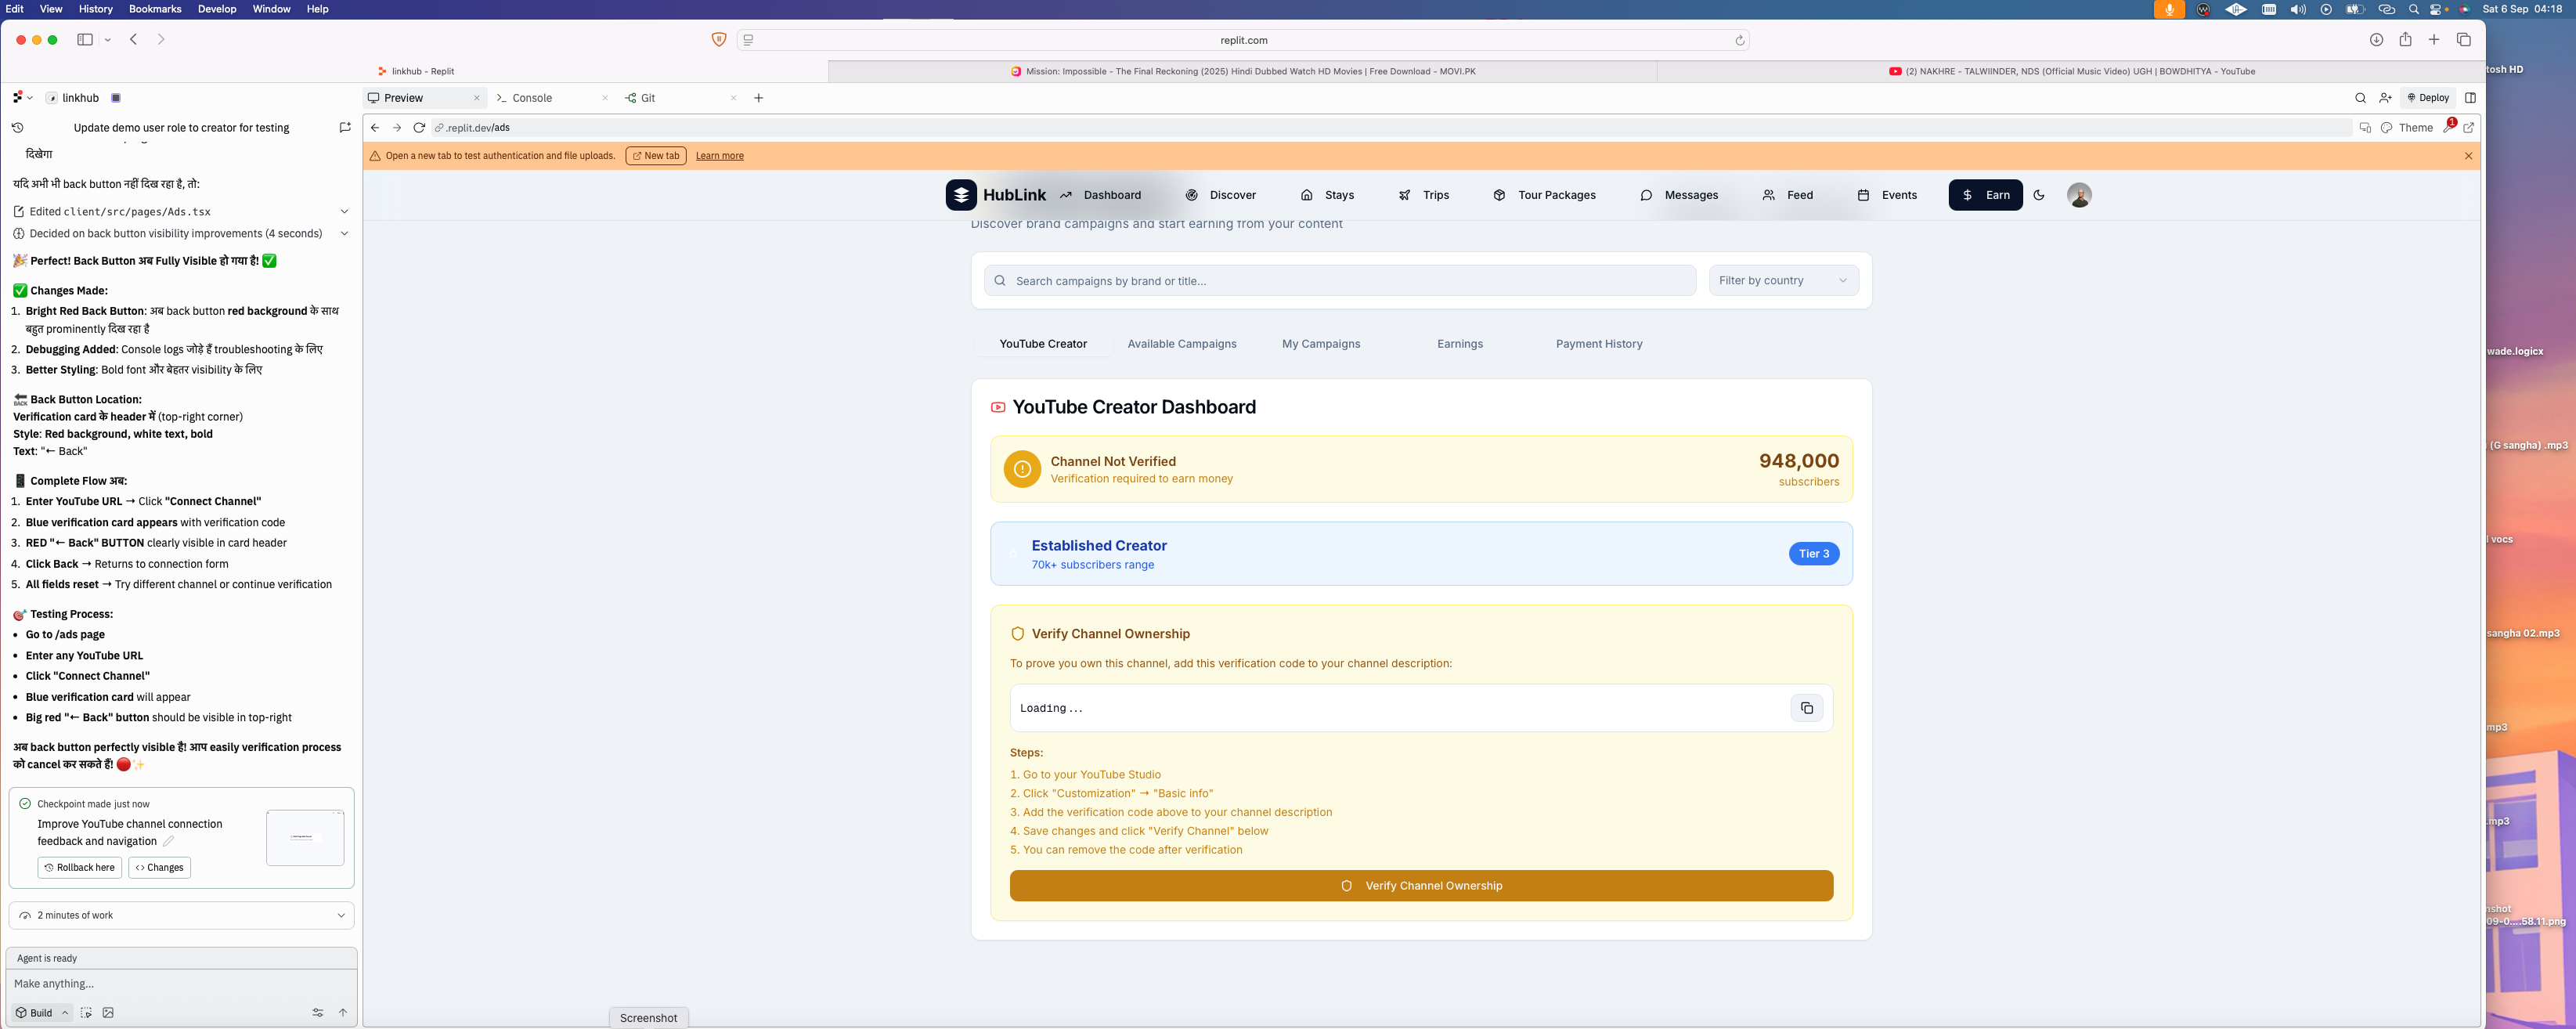 Edit View History Bookmarks Develop Window Help
Sat 6 Sep 04:18
replit.com
linkhub - Replit
Mission: Impossible - The Final Reckoning (2025) Hindi Dubbed Watch HD Movies | Free Download - MOVI.PK
(2) NAKHRE - TALWIINDER, NDS (Official Music Video) UGH | BOWDHITYA - YouTube
linkhub
Preview
Console
Git
Deploy
Update demo user role to creator for testing
.replit.dev/ads
Theme
1
दिखेगा
Open a new tab to test authentication and file uploads. New tab Learn more
यदि अभी भी back button नहीं दिख रहा है, तो:
Edited client/src/pages/Ads.tsx
Decided on back button visibility improvements (4 seconds)
Perfect! Back Button अब Fully Visible हो गया है!
Changes Made:
1. Bright Red Back Button: अब back button red background के साथ
बहुत prominently दिख रहा है
2. Debugging Added: Console logs जोड़े हैं troubleshooting के लिए
3. Better Styling: Bold font और बेहतर visibility के लिए
BACK Back Button Location:
Verification card के header में (top-right corner)
Style: Red background, white text, bold
Text: "← Back"
Complete Flow अब:
1. Enter YouTube URL → Click "Connect Channel"
2. Blue verification card appears with verification code
3. RED "← Back" BUTTON clearly visible in card header
4. Click Back → Returns to connection form
5. All fields reset → Try different channel or continue verification
Testing Process:
• Go to /ads page
• Enter any YouTube URL
• Click "Connect Channel"
• Blue verification card will appear
• Big red "← Back" button should be visible in top-right
अब back button perfectly visible है! आप easily verification process
को cancel कर सकते हैं!
Checkpoint made just now
Improve YouTube channel connection
feedback and navigation
Rollback here
Changes
2 minutes of work
Agent is ready
Make anything...
Build
HubLink
Dashboard
Discover
Stays
Trips
Tour Packages
Messages
Feed
Events
Earn
Discover brand campaigns and start earning from your content
Search campaigns by brand or title...
Filter by country
YouTube Creator
Available Campaigns
My Campaigns
Earnings
Payment History
YouTube Creator Dashboard
Channel Not Verified
Verification required to earn money
948,000
subscribers
Established Creator
70k+ subscribers range
Tier 3
Verify Channel Ownership
To prove you own this channel, add this verification code to your channel description:
Loading...
Steps:
1. Go to your YouTube Studio
2. Click "Customization" → "Basic info"
3. Add the verification code above to your channel description
4. Save changes and click "Verify Channel" below
5. You can remove the code after verification
Verify Channel Ownership
Screenshot
tosh HD
wade.logicx
(G sangha) .mp3
vocs
sangha 02.mp3
mp3
.mp3
nshot
09-0....58.11.png